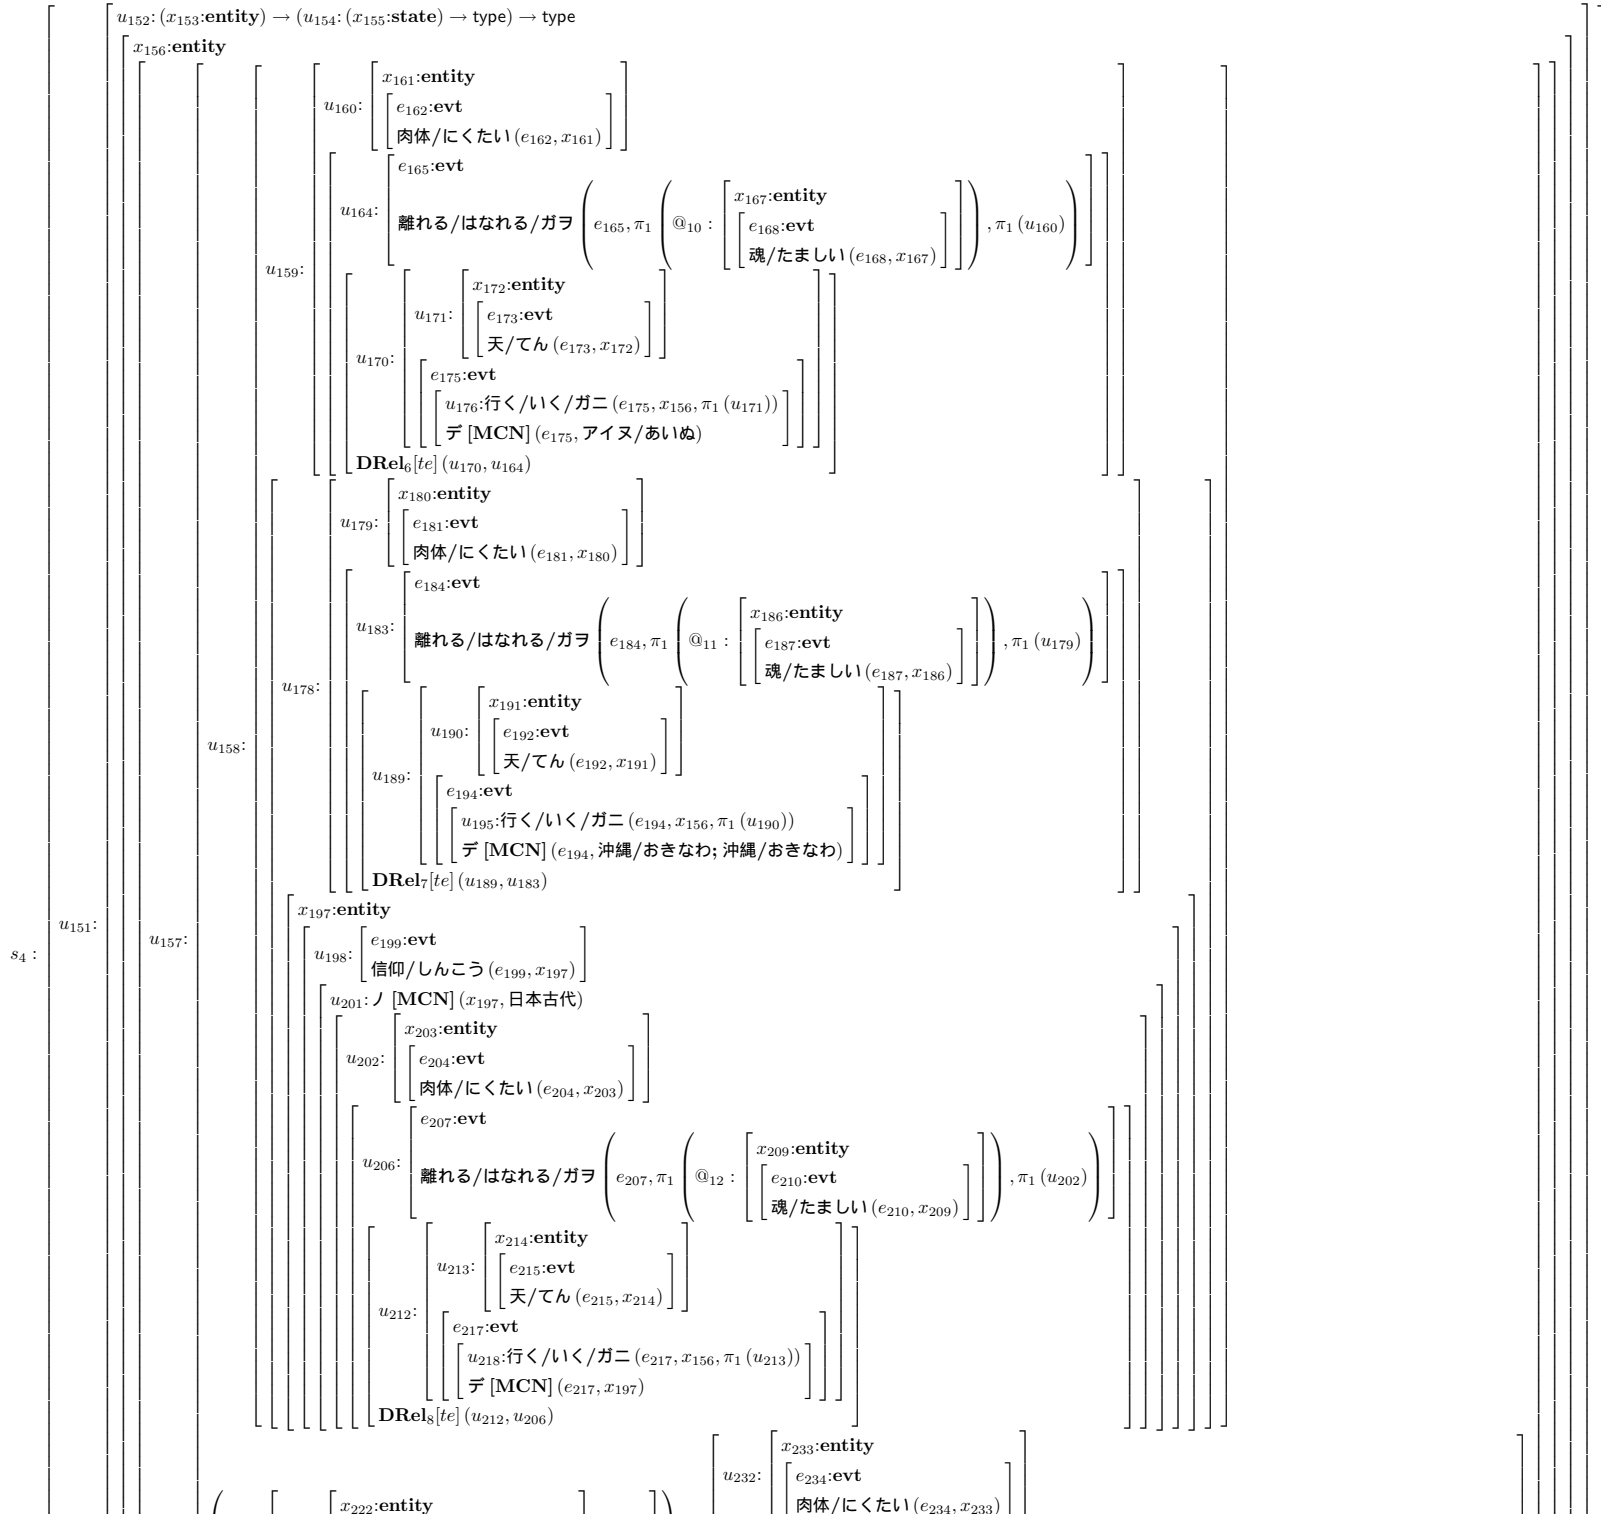 u152: (x153:entity) → (u154: (x155:state) → type) → type
x156:entity
x161:entity
u160:
e162:evt
肉体/にくたい (e162, x161)
e165:evt
x167:entity
u164:
離れる/はなれる/ガヲ (e165, π1 (@10 : , π1 (u160))
e168:evt
魂/たましい (e168, x167)
u159:
x172:entity
u171:
e173:evt
天/てん (e173, x172)
u170:
e175:evt
u176:行く/いく/ガニ (e175, x156, π1 (u171))
デ [MCN] (e175, アイヌ/あいぬ)
DRel6[te] (u170, u164)
x180:entity
u179:
e181:evt
肉体/にくたい (e181, x180)
e184:evt
x186:entity
u183:
離れる/はなれる/ガヲ (e184, π1 (@11 : , π1 (u179))
e187:evt
魂/たましい (e187, x186)
u178:
x191:entity
u190:
e192:evt
u158:
天/てん (e192, x191)
u189:
e194:evt
u195:行く/いく/ガニ (e194, x156, π1 (u190))
デ [MCN] (e194, 沖縄/おきなわ; 沖縄/おきなわ)
DRel7[te] (u189, u183)
x197:entity
u151:
u157:
e199:evt
s4 :
u198:
信仰/しんこう (e199, x197)
u201:ノ [MCN] (x197, 日本古代)
x203:entity
u202:
e204:evt
肉体/にくたい (e204, x203)
e207:evt
x209:entity
u206:
離れる/はなれる/ガヲ (e207, π1 (@12 : , π1 (u202))
e210:evt
魂/たましい (e210, x209)
x214:entity
u213:
e215:evt
天/てん (e215, x214)
u212:
e217:evt
u218:行く/いく/ガニ (e217, x156, π1 (u213))
デ [MCN] (e217, x197)
DRel8[te] (u212, u206)
x233:entity
u232:
e234:evt
x222:entity
肉体/にくたい (e234, x233)